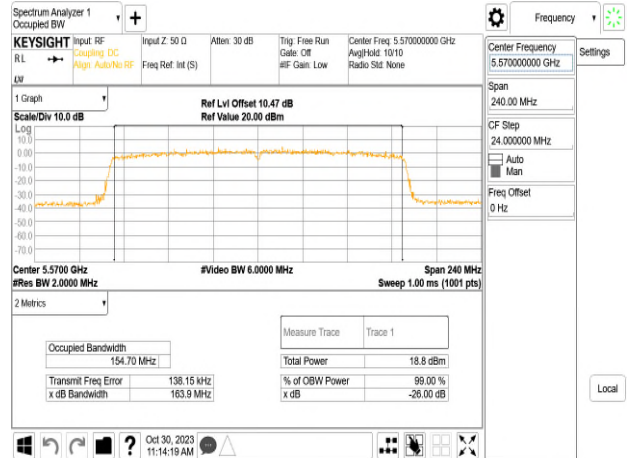 Spectrum Analyzer 1
Occupied BW
Frequency
KEYSIGHT
RL
Input: RF
Coupling: DC
Align: Auto/No RF
Input Z: 50 Ω
Freq Ref: Int (S)
Atten: 30 dB
Trig: Free Run
Gate: Off
#IF Gain: Low
Center Freq: 5.570000000 GHz
Avg|Hold: 10/10
Radio Std: None
Center Frequency
5.570000000 GHz
Settings
Span
240.00 MHz
CF Step
24.000000 MHz
Auto
Man
Freq Offset
0 Hz
Local
1 Graph
Scale/Div 10.0 dB
Ref Lvl Offset 10.47 dB
Ref Value 20.00 dBm
Log
10.0
0.00
-10.0
-20.0
-30.0
-40.0
-50.0
-60.0
-70.0
Center 5.5700 GHz
#Res BW 2.0000 MHz
#Video BW 6.0000 MHz
Span 240 MHz
Sweep 1.00 ms (1001 pts)
2 Metrics
Measure Trace Trace 1
Occupied Bandwidth
154.70 MHz
Total Power 18.8 dBm
Transmit Freq Error 138.15 kHz
% of OBW Power 99.00 %
x dB Bandwidth 163.9 MHz
x dB -26.00 dB
?
Oct 30, 2023
11:14:19 AM